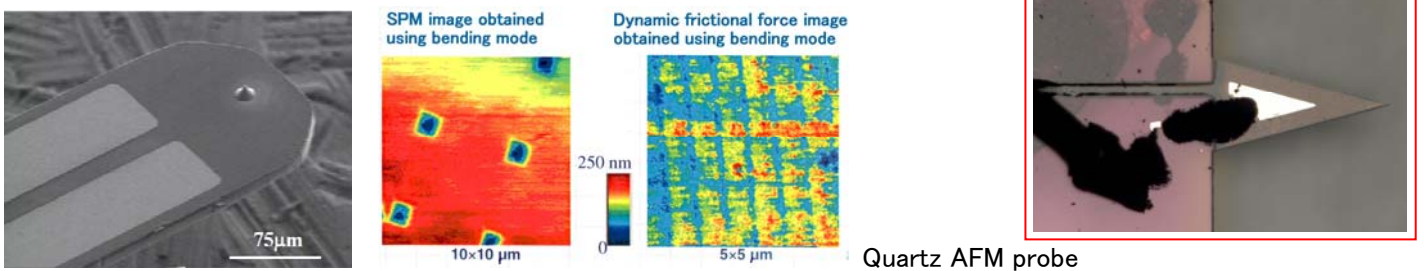 SPM image obtained
using bending mode
Dynamic frictional force image
obtained using bending mode
75μm
250 nm
0
10×10 μm
5×5 μm
Quartz AFM probe